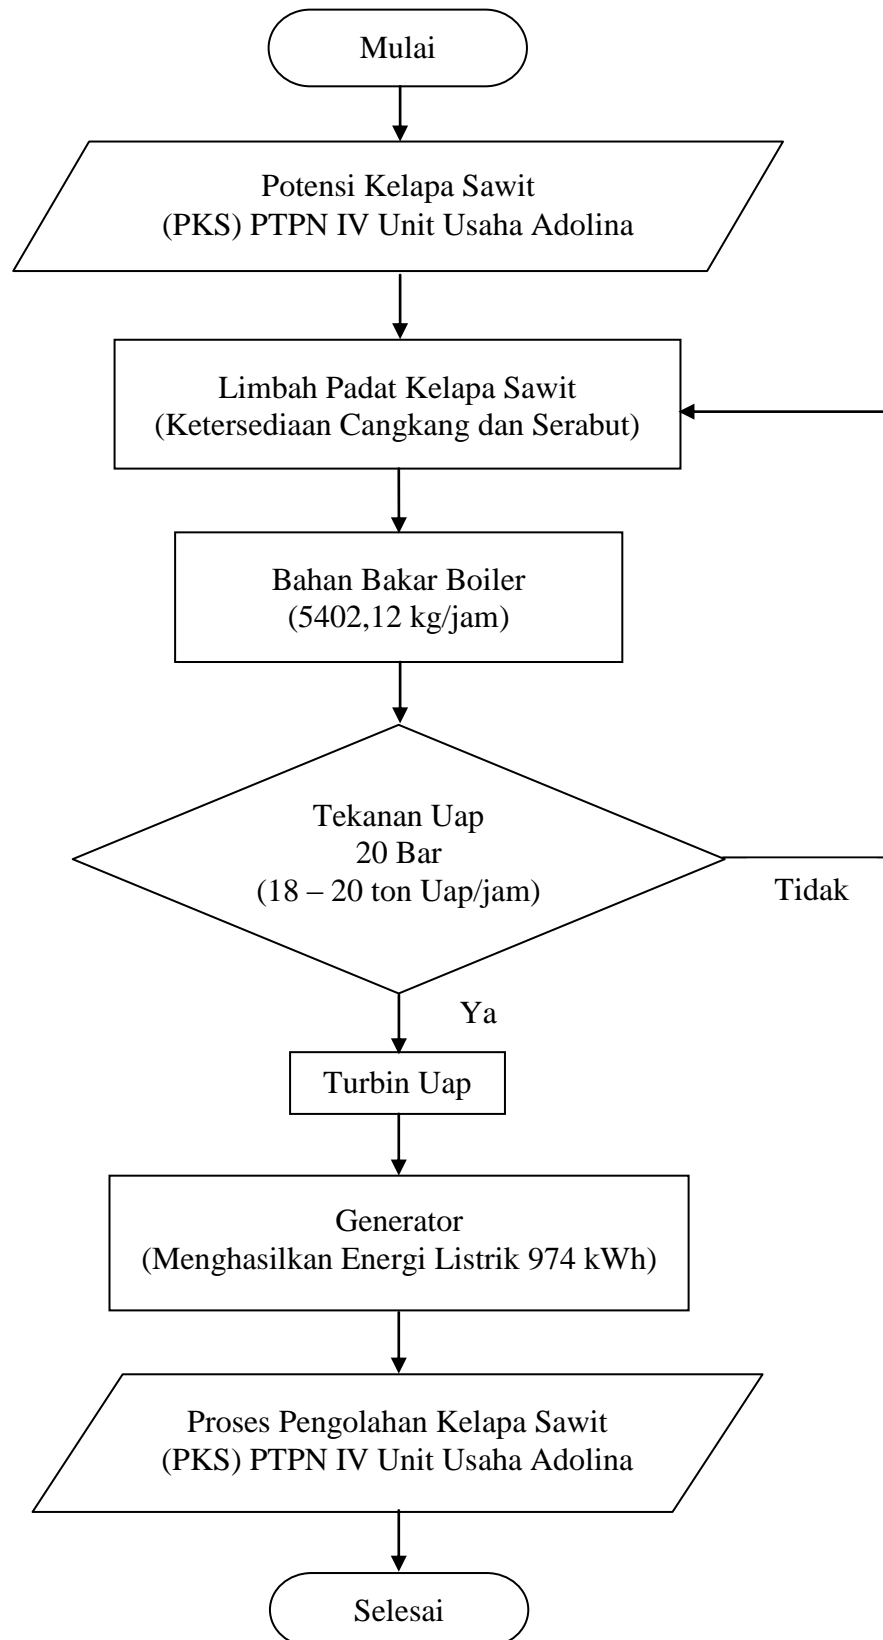 Mulai
Potensi Kelapa Sawit
(PKS) PTPN IV Unit Usaha Adolina
Limbah Padat Kelapa Sawit
(Ketersediaan Cangkang dan Serabut)
Bahan Bakar Boiler
(5402,12 kg/jam)
Tekanan Uap
20 Bar
(18 – 20 ton Uap/jam)
Tidak
Ya
Turbin Uap
Generator
(Menghasilkan Energi Listrik 974 kWh)
Proses Pengolahan Kelapa Sawit
(PKS) PTPN IV Unit Usaha Adolina
Selesai